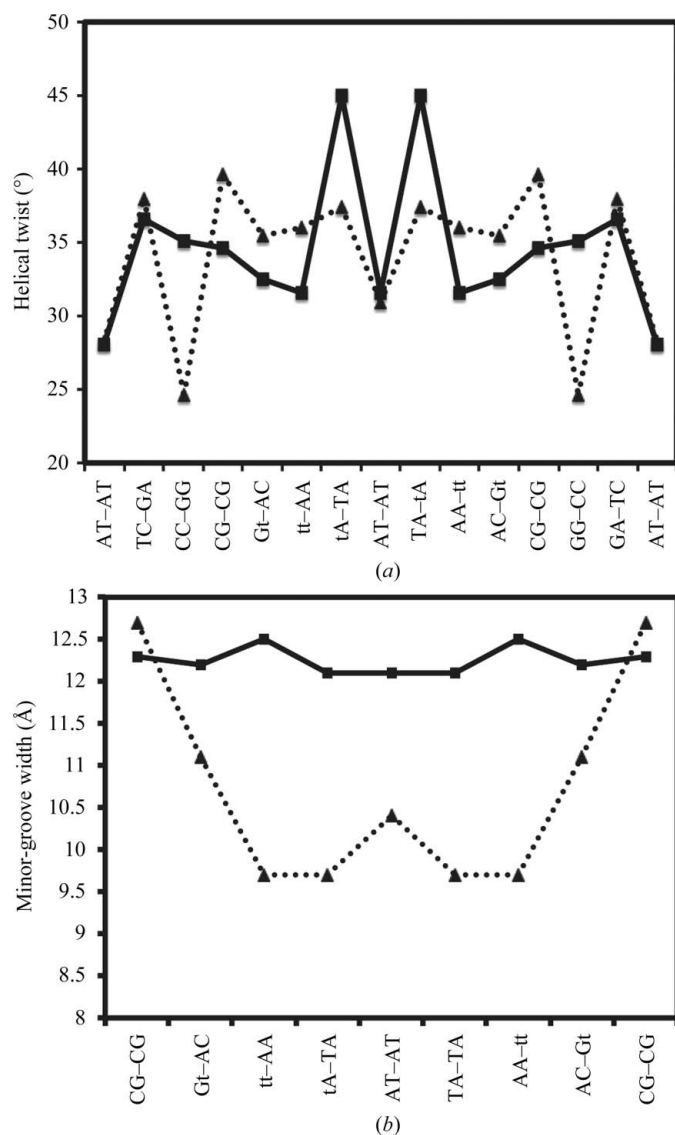 50
45
40
35
30
25
20
Helical twist (°)
AT–AT
TC–GA
CC–GG
CG–CG
Gt–AC
tt–AA
tA–TA
AT–AT
TA–tA
AA–tt
AC–Gt
CG–CG
GG–CC
GA–TC
AT–AT
(a)
13
12.5
12
11.5
11
10.5
10
9.5
9
8.5
8
Minor-groove width (Å)
CG–CG
Gt–AC
tt–AA
tA–TA
AT–AT
TA–TA
AA–tt
AC–Gt
CG–CG
(b)